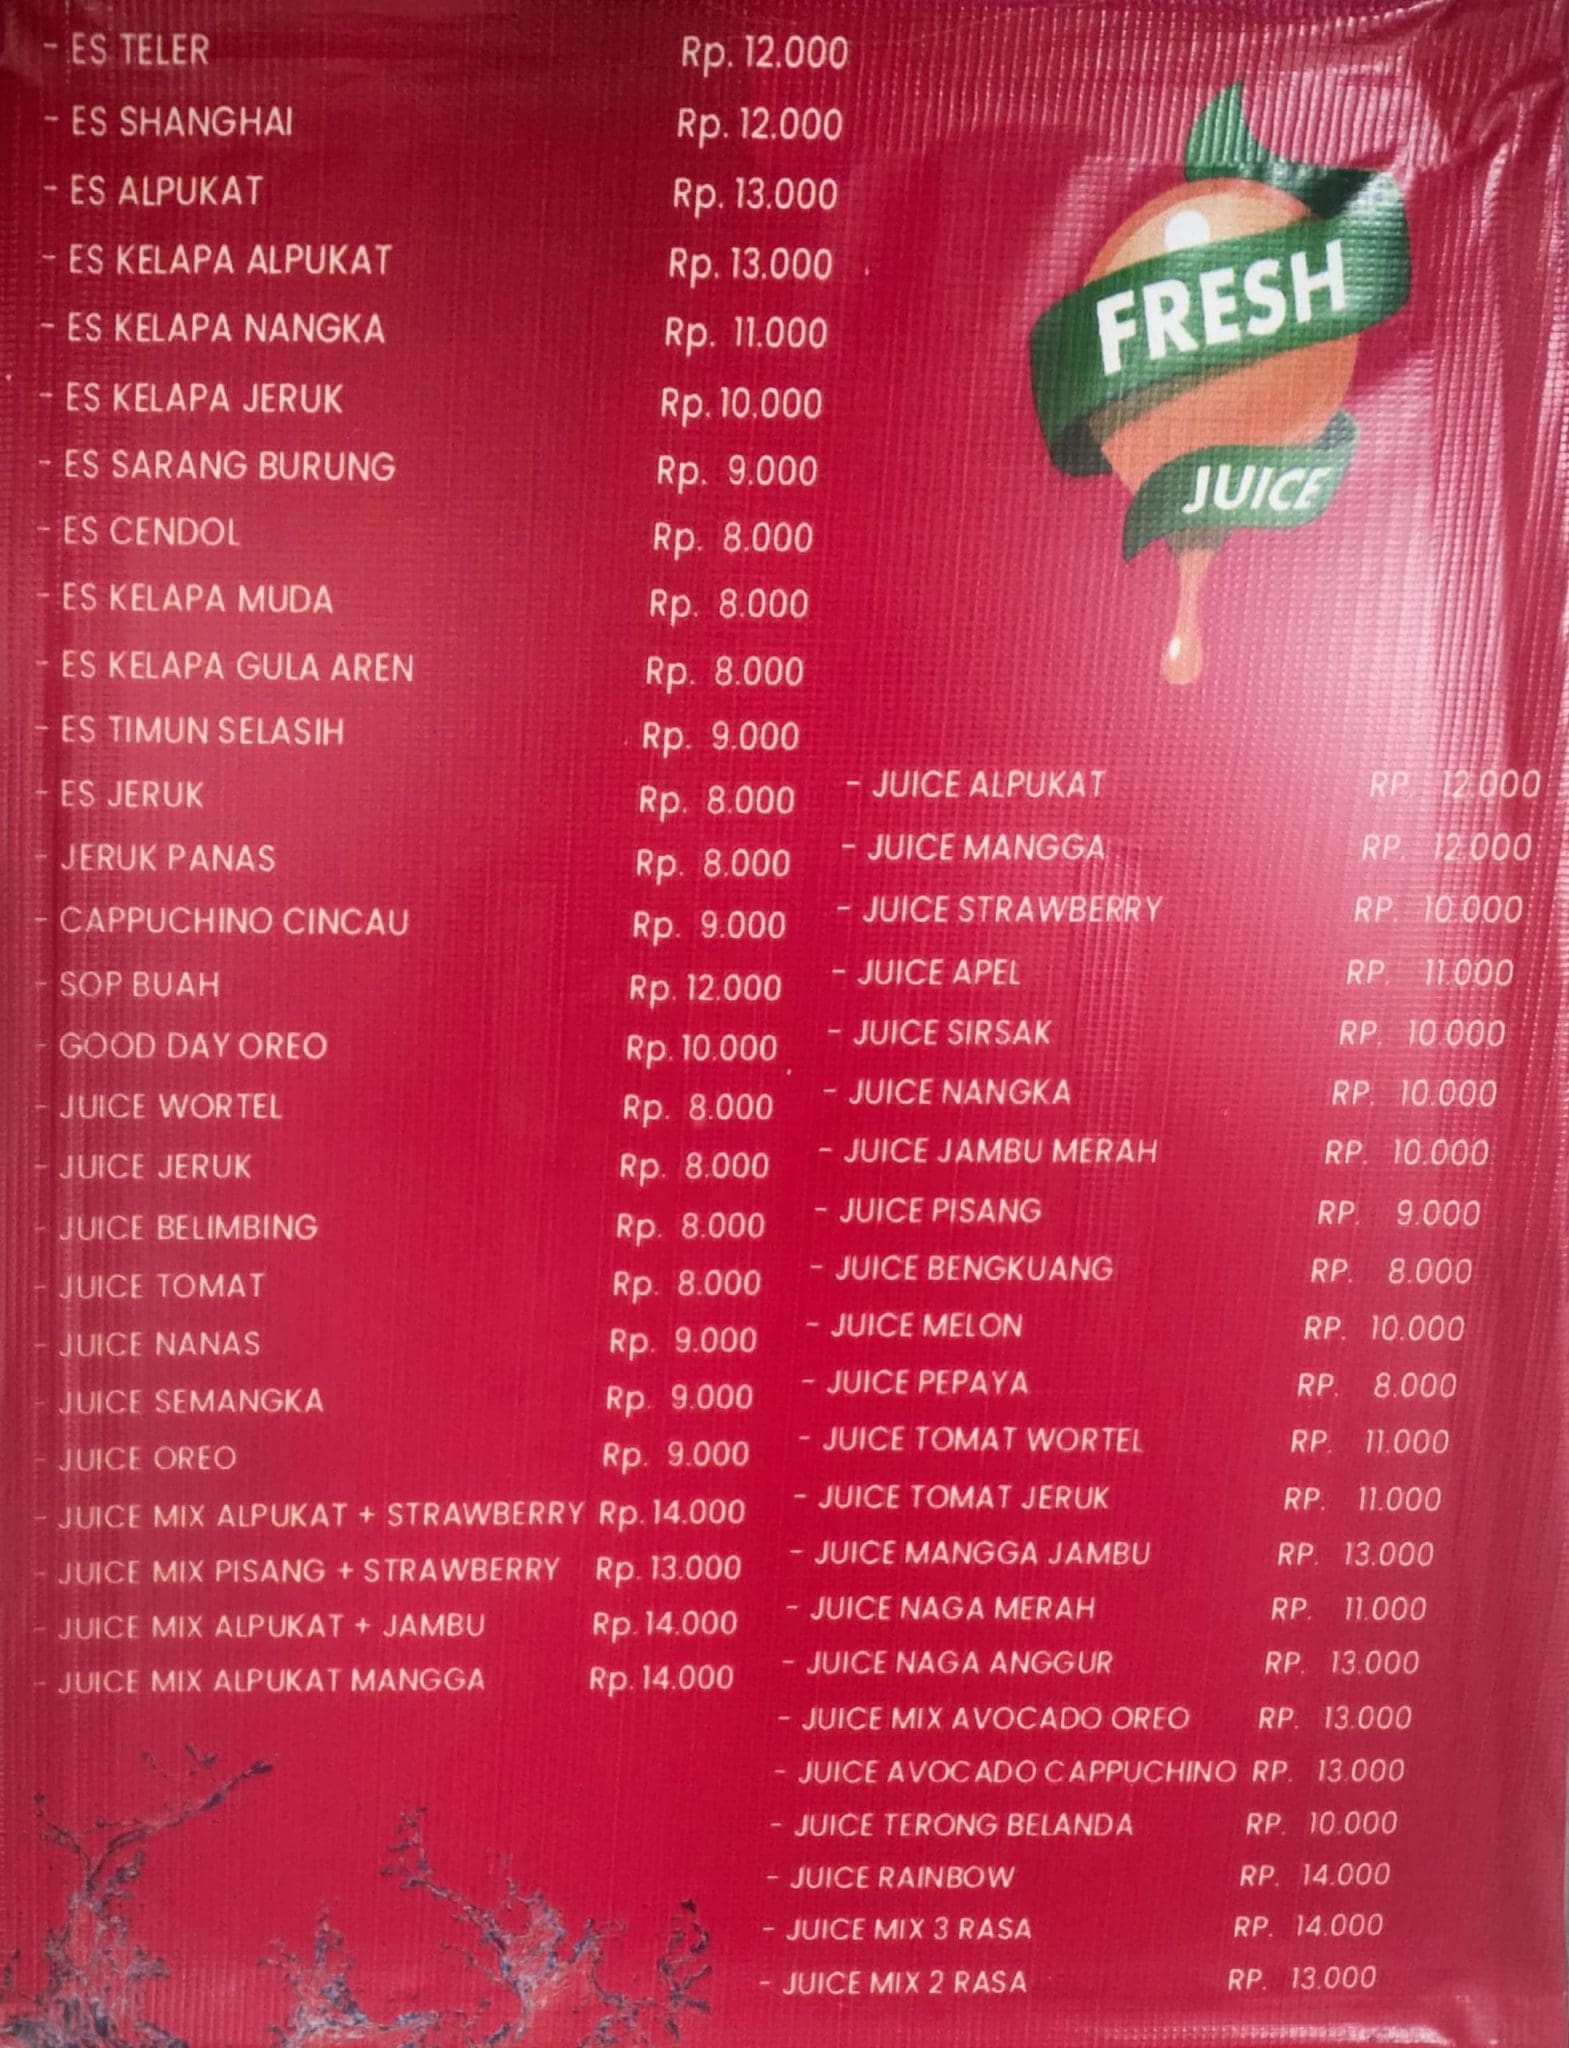 - ES TELER Rp. 12.000
- ES SHANGHAI Rp. 12.000
- ES ALPUKAT Rp. 13.000
- ES KELAPA ALPUKAT Rp. 13.000
- ES KELAPA NANGKA Rp. 11.000
- ES KELAPA JERUK Rp. 10.000
- ES SARANG BURUNG Rp. 9.000
- ES CENDOL Rp. 8.000
- ES KELAPA MUDA Rp. 8.000
- ES KELAPA GULA AREN Rp. 8.000
- ES TIMUN SELASIH Rp. 9.000
- ES JERUK Rp. 8.000
- JERUK PANAS Rp. 8.000
- CAPPUCHINO CINCAU Rp. 9.000
- SOP BUAH Rp. 12.000
- GOOD DAY OREO Rp. 10.000
- JUICE WORTEL Rp. 8.000
- JUICE JERUK Rp. 8.000
- JUICE BELIMBING Rp. 8.000
- JUICE TOMAT Rp. 8.000
- JUICE NANAS Rp. 9.000
- JUICE SEMANGKA Rp. 9.000
- JUICE OREO Rp. 9.000
- JUICE MIX ALPUKAT + STRAWBERRY Rp. 14.000
- JUICE MIX PISANG + STRAWBERRY Rp. 13.000
- JUICE MIX ALPUKAT + JAMBU Rp. 14.000
- JUICE MIX ALPUKAT MANGGA Rp. 14.000
FRESH
JUICE
- JUICE ALPUKAT RP. 12.000
- JUICE MANGGA RP. 12.000
- JUICE STRAWBERRY RP. 10.000
- JUICE APEL RP. 11.000
- JUICE SIRSAK RP. 10.000
- JUICE NANGKA RP. 10.000
- JUICE JAMBU MERAH RP. 10.000
- JUICE PISANG RP. 9.000
- JUICE BENGKUANG RP. 8.000
- JUICE MELON RP. 10.000
- JUICE PEPAYA RP. 8.000
- JUICE TOMAT WORTEL RP. 11.000
- JUICE TOMAT JERUK RP. 11.000
- JUICE MANGGA JAMBU RP. 13.000
- JUICE NAGA MERAH RP. 11.000
- JUICE NAGA ANGGUR RP. 13.000
- JUICE MIX AVOCADO OREO RP. 13.000
- JUICE AVOCADO CAPPUCHINO RP. 13.000
- JUICE TERONG BELANDA RP. 10.000
- JUICE RAINBOW RP. 14.000
- JUICE MIX 3 RASA RP. 14.000
- JUICE MIX 2 RASA RP. 13.000